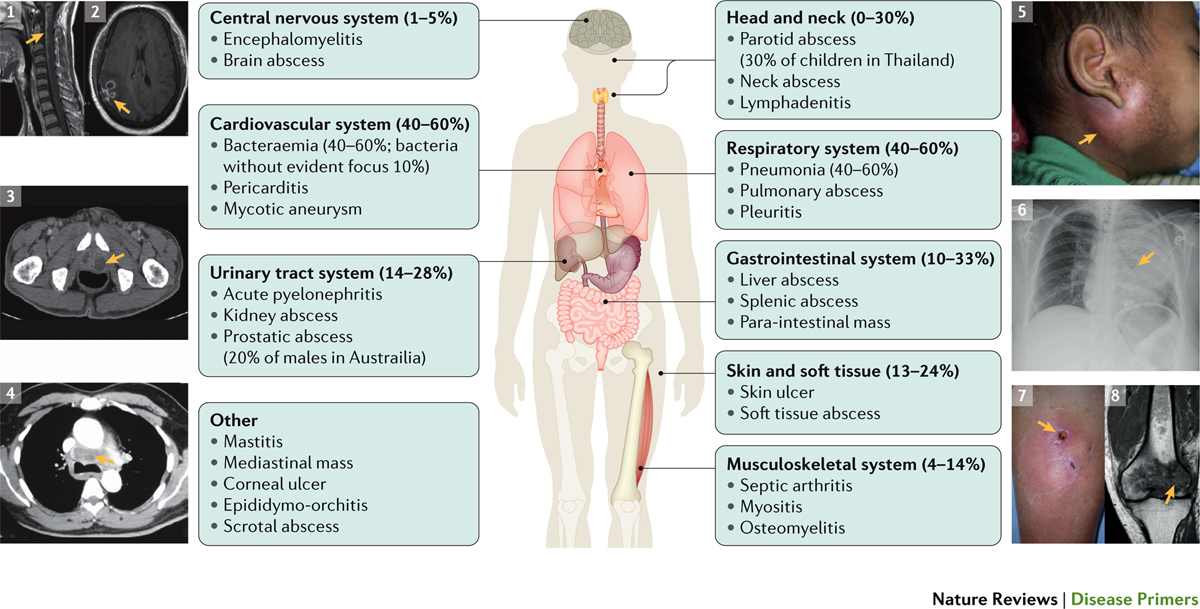 1
2
Central nervous system (1–5%)
• Encephalomyelitis
• Brain abscess
Cardiovascular system (40–60%)
• Bacteraemia (40–60%; bacteria
without evident focus 10%)
• Pericarditis
• Mycotic aneurysm
3
Urinary tract system (14–28%)
• Acute pyelonephritis
• Kidney abscess
• Prostatic abscess
(20% of males in Austrailia)
4
Other
• Mastitis
• Mediastinal mass
• Corneal ulcer
• Epididymo-orchitis
• Scrotal abscess
Head and neck (0–30%)
• Parotid abscess
(30% of children in Thailand)
• Neck abscess
• Lymphadenitis
5
Respiratory system (40–60%)
• Pneumonia (40–60%)
• Pulmonary abscess
• Pleuritis
6
Gastrointestinal system (10–33%)
• Liver abscess
• Splenic abscess
• Para-intestinal mass
Skin and soft tissue (13–24%)
• Skin ulcer
• Soft tissue abscess
7
8
Musculoskeletal system (4–14%)
• Septic arthritis
• Myositis
• Osteomyelitis
Nature Reviews | Disease Primers